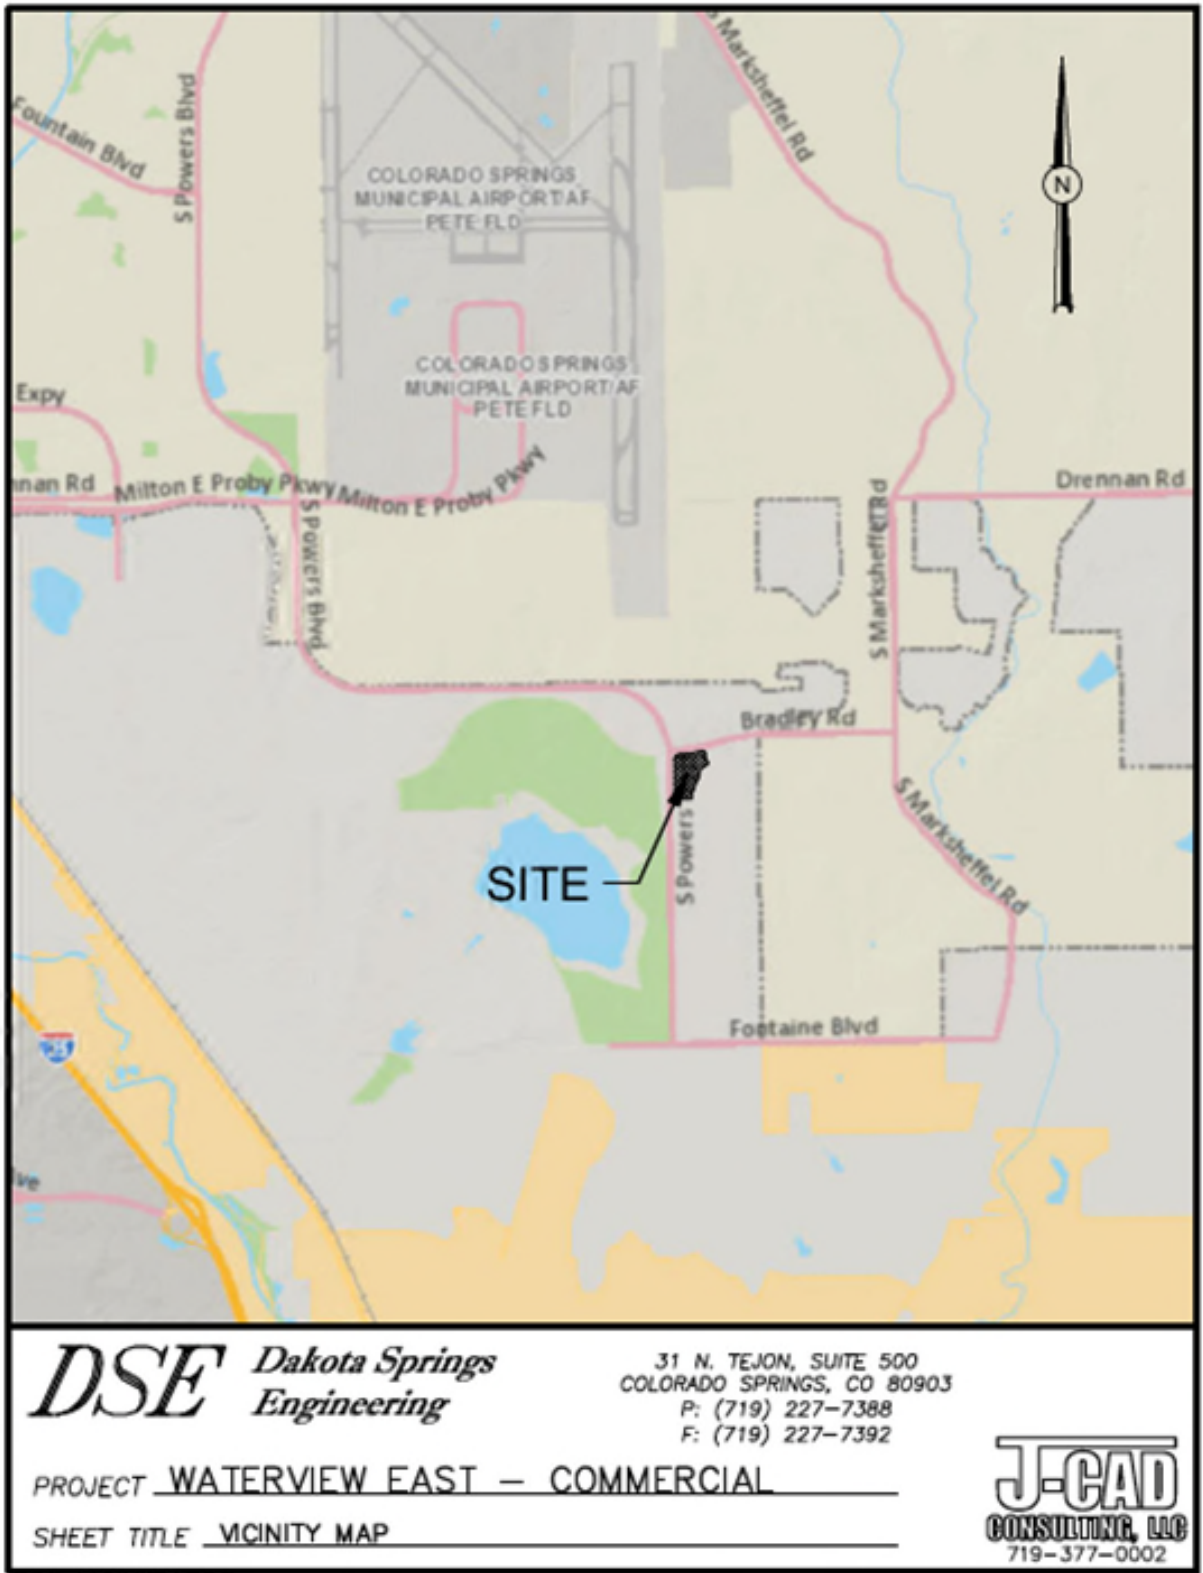 S Marksheffel Rd
S Powers Blvd
Fountain Blvd
COLORADO SPRINGS
MUNICIPAL AIRPORT/AF
PETE FLD
N
COLORADO SPRINGS
MUNICIPAL AIRPORT/AF
PETE FLD
Expy
nnan Rd
Milton E Proby Pkwy
Milton E Proby Pkwy
Drennan Rd
S Powers Blvd
S Marksheffel Rd
Bradley Rd
S Marksheffel Rd
SITE
S Powers
Fontaine Blvd
25
ive
DSE
Dakota Springs
Engineering
31 N. TEJON, SUITE 500
COLORADO SPRINGS, CO 80903
P: (719) 227-7388
F: (719) 227-7392
PROJECT WATERVIEW EAST - COMMERCIAL
SHEET TITLE VICINITY MAP
J-CAD
CONSULTING, LLC
719-377-0002